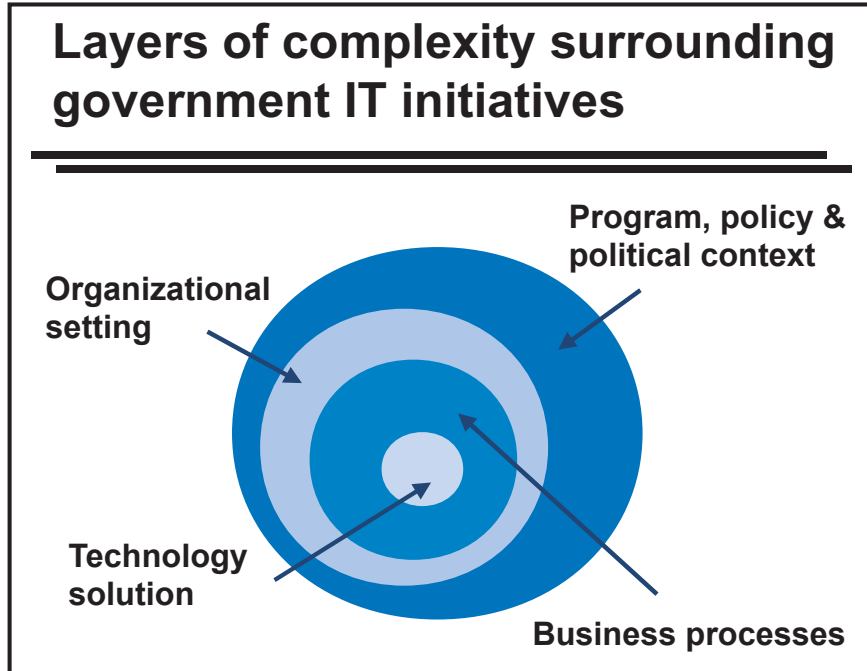 Layers of complexity surrounding
government IT initiatives
Program, policy &
political context
Organizational
setting
Technology
solution
Business processes